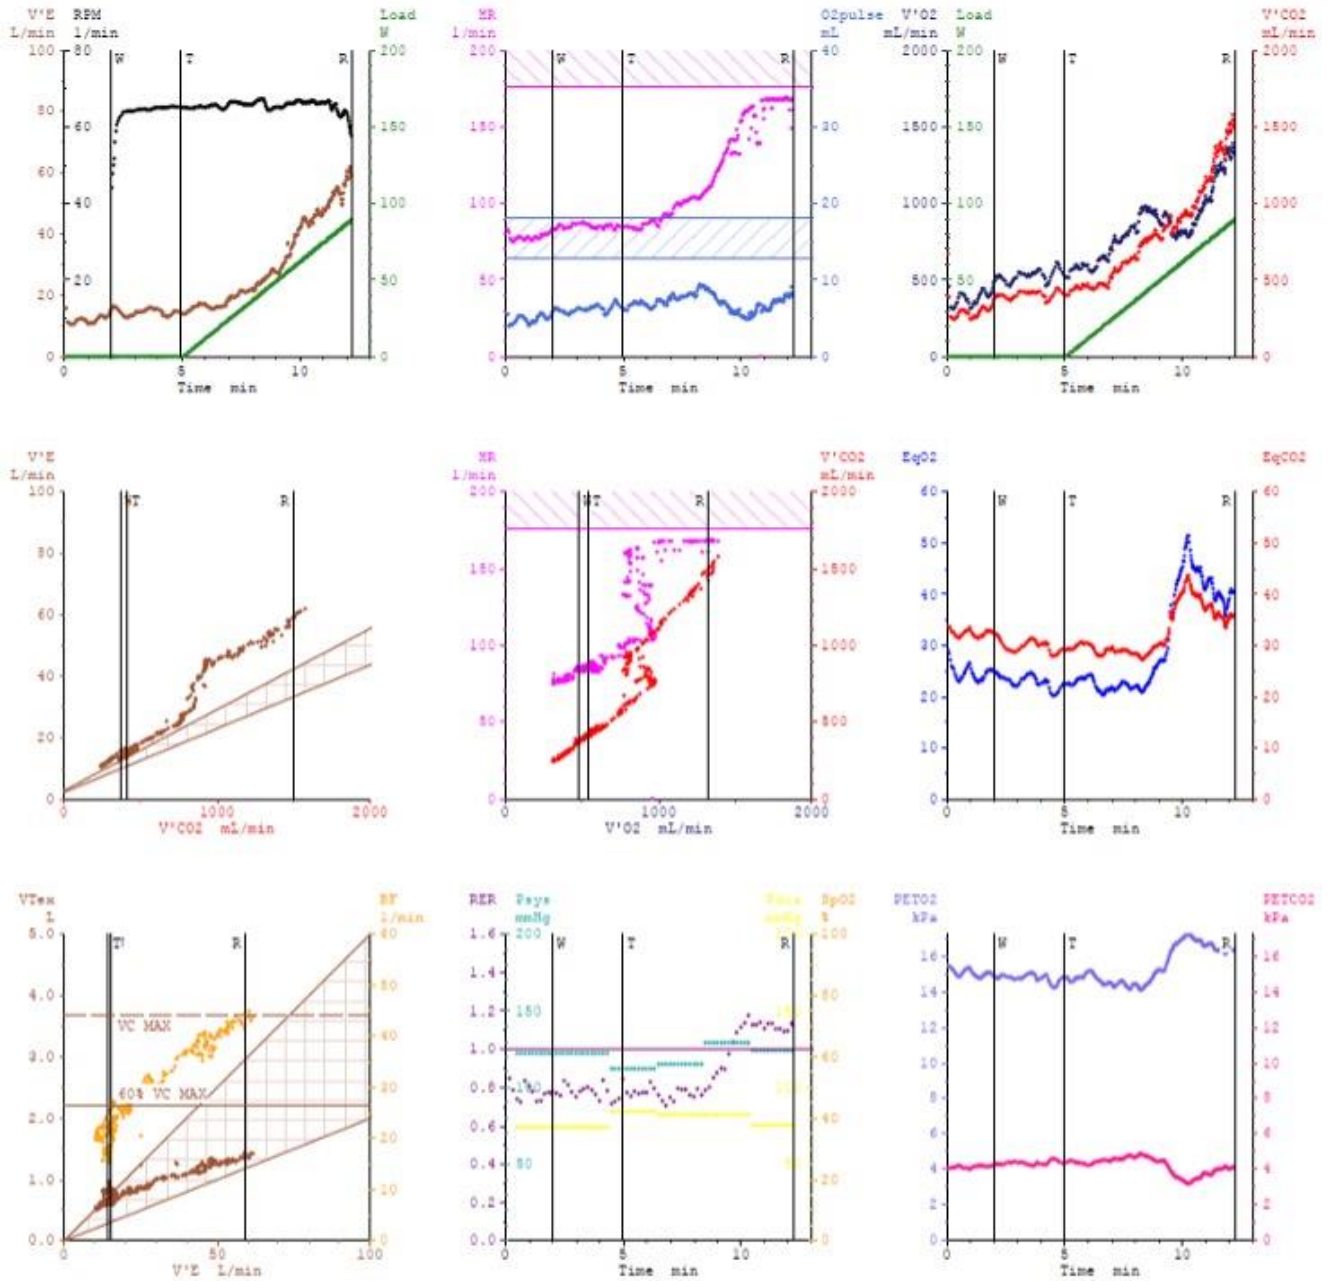 V'E RPM Load
L/min 1/min W
100 80 200
W T R
80 150
60
60 100
40
40
20 50
20
0 0 0
0 5 10
Time min
HR O2pulse
1/min mL
200 40
W T R
150 30
100 20
50 10
0 0
0 5 10
Time min
V'O2 Load V'CO2
mL/min W mL/min
2000 200 2000
W T R
1500 150 1500
1000 100 1000
500 50 500
0 0 0
0 5 10
Time min
V'E
L/min
100
T R
80
60
40
20
0
0 1000 2000
V'CO2 mL/min
HR V'CO2
1/min mL/min
200 2000
T R
150 1500
100 1000
50 500
0 0
0 1000 2000
V'O2 mL/min
EqO2 EqCO2
60 60
W T R
50 50
40 40
30 30
20 20
10 10
0 0
0 5 10
Time min
VTex BF
L 1/min
5.0 60
T R
50
4.0
VC MAX 40
3.0
60% VC MAX 30
2.0
20
1.0 10
0.0 0
0 50 100
V'E L/min
RER Psys SpO2
mmHg mmHg %
1.6 200 100
W T R
1.4
1.2 150 80
1.0 60
0.8 100
0.6 40
0.4 50
0.2 20
0.0 0
0 5 10
Time min
PETO2 PETCO2
kPa kPa
W T R
16 16
14 14
12 12
10 10
8 8
6 6
4 4
2 2
0 0
0 5 10
Time min